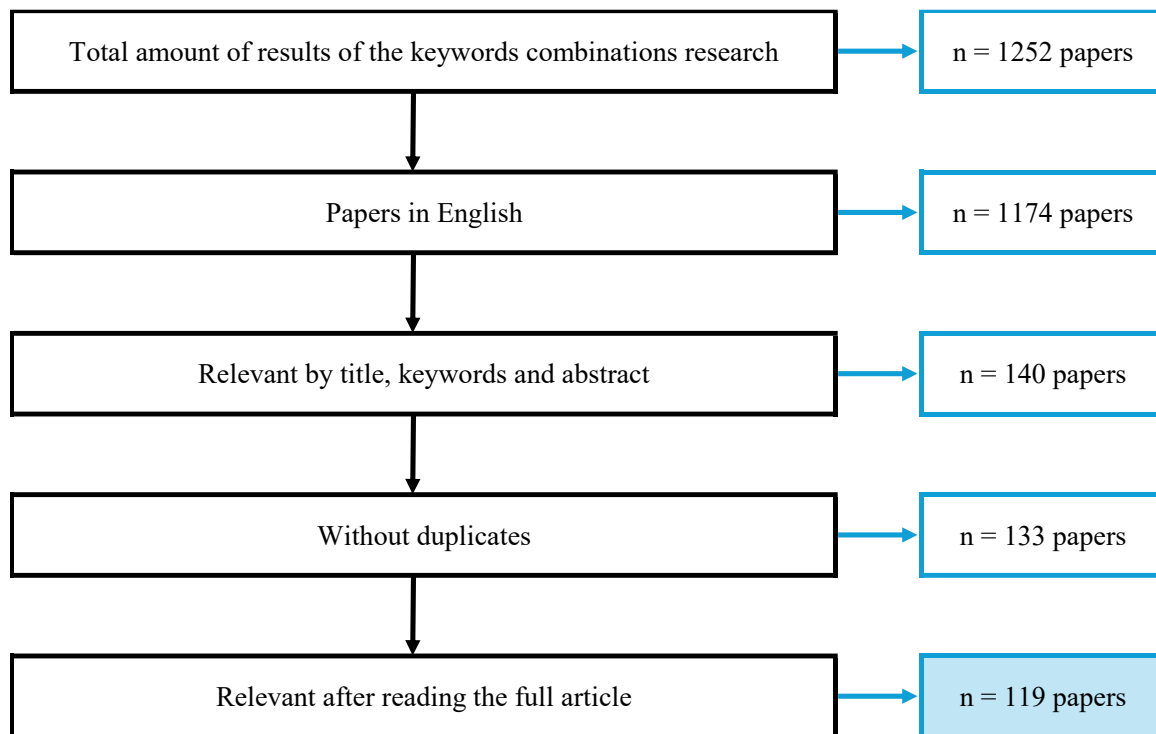 Total amount of results of the keywords combinations research
n = 1252 papers
Papers in English
n = 1174 papers
Relevant by title, keywords and abstract
n = 140 papers
Without duplicates
n = 133 papers
Relevant after reading the full article
n = 119 papers